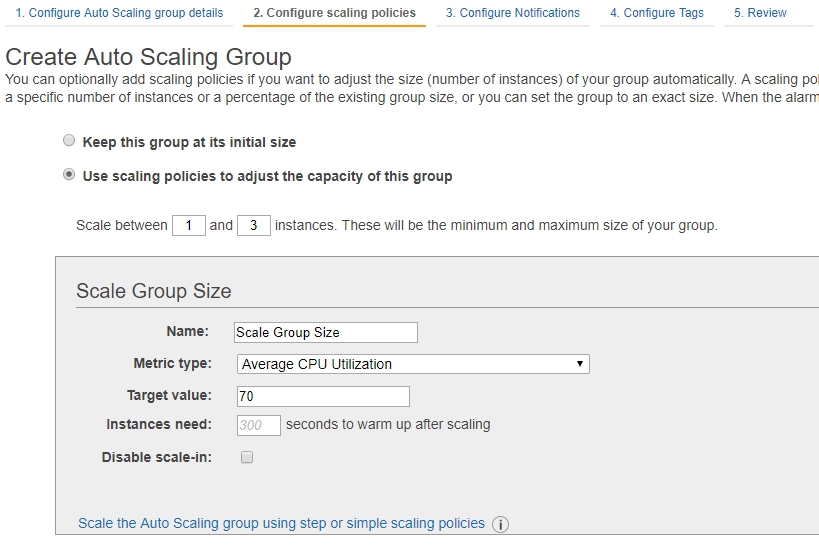 1. Configure Auto Scaling group details 2. Configure scaling policies 3. Configure Notifications 4. Configure Tags 5. Review
Create Auto Scaling Group
You can optionally add scaling policies if you want to adjust the size (number of instances) of your group automatically. A scaling pol
a specific number of instances or a percentage of the existing group size, or you can set the group to an exact size. When the alarm
Keep this group at its initial size
Use scaling policies to adjust the capacity of this group
Scale between 1 and 3 instances. These will be the minimum and maximum size of your group.
Scale Group Size
Name: Scale Group Size
Metric type: Average CPU Utilization
Target value: 70
Instances need: 300 seconds to warm up after scaling
Disable scale-in:
Scale the Auto Scaling group using step or simple scaling policies i